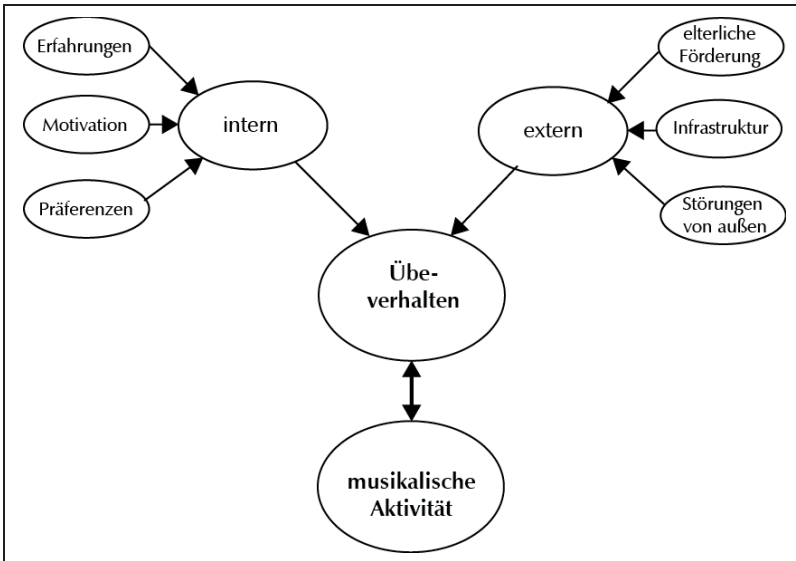 Erfahrungen
Motivation
Präferenzen
intern
extern
elterliche
Förderung
Infrastruktur
Störungen
von außen
Übe-
verhalten
musikalische
Aktivität